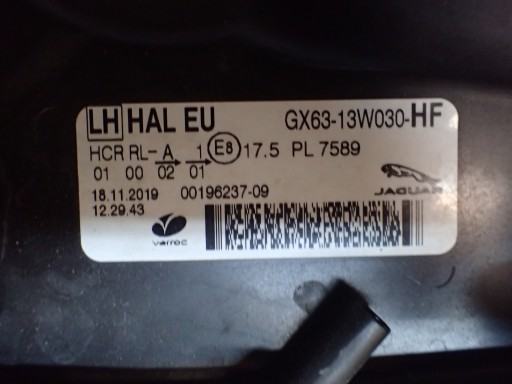 LH HAL EU GX63-13W030-HF
HCR RL- A 1 E8 17.5 PL 7589
01 00 02 01
18.11.2019 00196237-09
12.29.43
varroc
JAGUAR